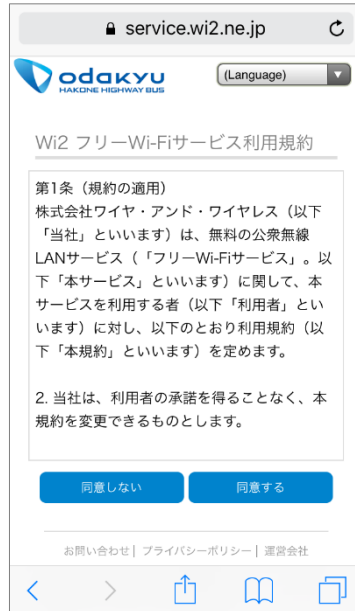 service.wi2.ne.jp
odakyu
HAKONE HIGHWAY BUS
(Language)
Wi2 フリーWi-Fiサービス利用規約
第1条（規約の適用）
株式会社ワイヤ・アンド・ワイヤレス（以下
「当社」といいます）は、無料の公衆無線
LANサービス（「フリーWi-Fiサービス」。以
下「本サービス」といいます）に関して、本
サービスを利用する者（以下「利用者」とい
います）に対し、以下のとおり利用規約（以
下「本規約」といいます）を定めます。
2. 当社は、利用者の承諾を得ることなく、本
規約を変更できるものとします。
同意しない
同意する
お問い合わせ| プライバシーポリシー | 運営会社